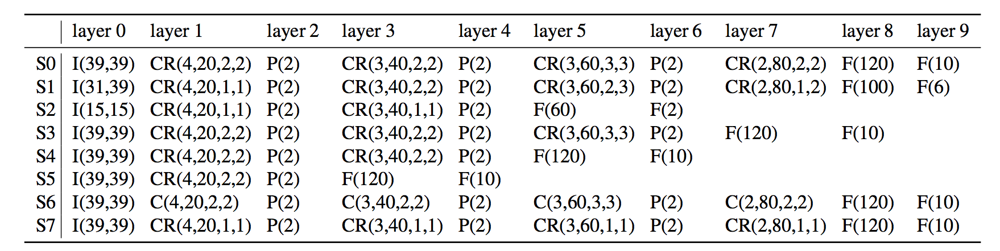 layer 0 layer 1 layer 2 layer 3 layer 4 layer 5 layer 6 layer 7 layer 8 layer 9
S0 I(39,39) CR(4,20,2,2) P(2) CR(3,40,2,2) P(2) CR(3,60,3,3) P(2) CR(2,80,2,2) F(120) F(10)
S1 I(31,39) CR(4,20,1,1) P(2) CR(3,40,2,2) P(2) CR(3,60,2,3) P(2) CR(2,80,1,2) F(100) F(6)
S2 I(15,15) CR(4,20,1,1) P(2) CR(3,40,1,1) P(2) F(60) F(2)
S3 I(39,39) CR(4,20,2,2) P(2) CR(3,40,2,2) P(2) CR(3,60,3,3) P(2) F(120) F(10)
S4 I(39,39) CR(4,20,2,2) P(2) CR(3,40,2,2) P(2) F(120) F(10)
S5 I(39,39) CR(4,20,2,2) P(2) F(120) F(10)
S6 I(39,39) C(4,20,2,2) P(2) C(3,40,2,2) P(2) C(3,60,3,3) P(2) C(2,80,2,2) F(120) F(10)
S7 I(39,39) CR(4,20,1,1) P(2) CR(3,40,1,1) P(2) CR(3,60,1,1) P(2) CR(2,80,1,1) F(120) F(10)